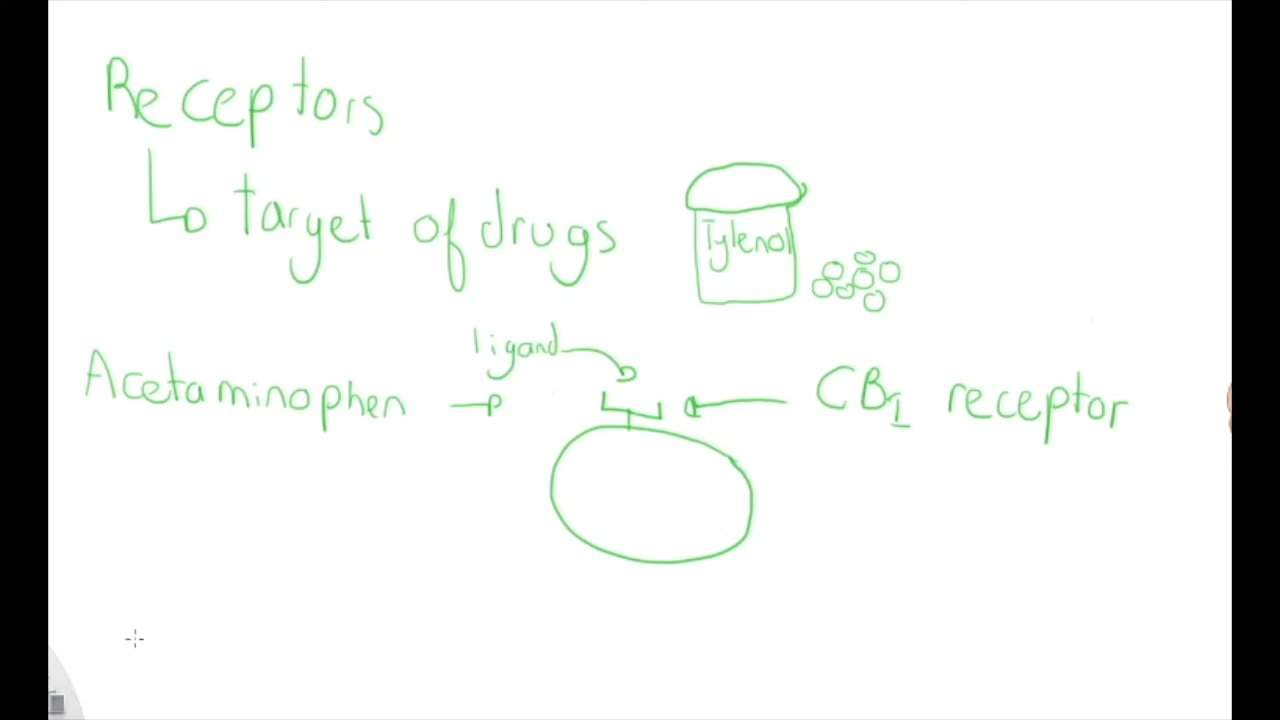 Receptors
target of drugs
Tylenol
ligand
Acetaminophen
CB1 receptor